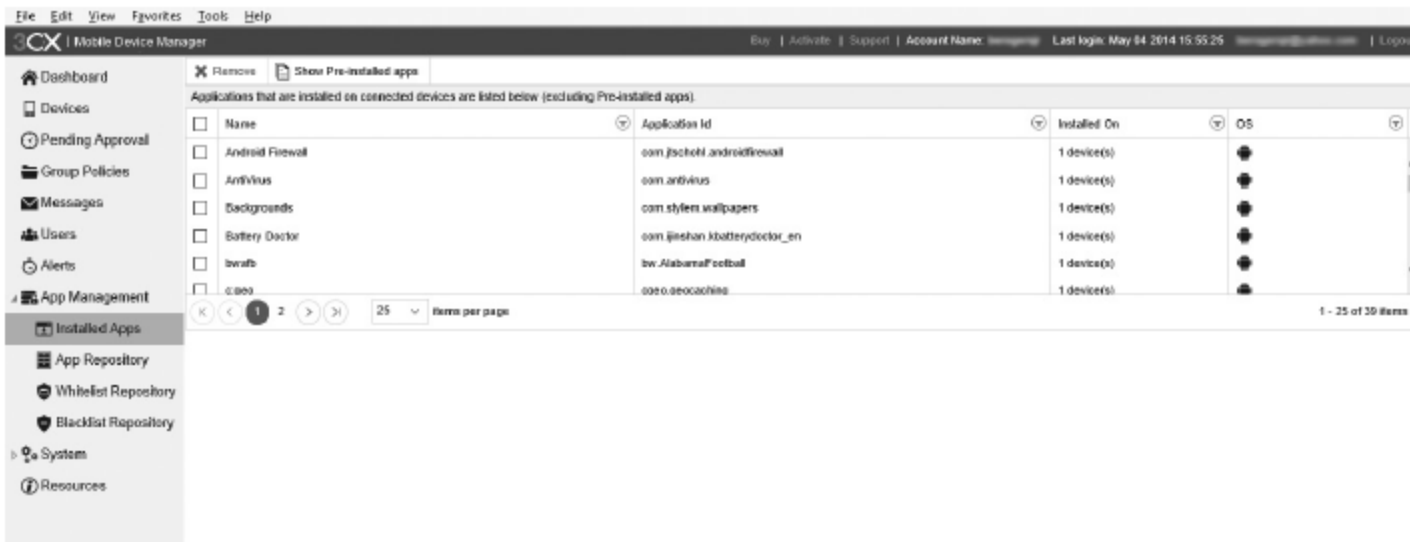 File Edit View Favorites Tools Help
3CX | Mobile Device Manager
Buy | Activate | Support | Account Name: Last login: May 04 2014 15:55:25 | Logou
Dashboard
Devices
Pending Approval
Group Policies
Messages
Users
Alerts
App Management
Installed Apps
App Repository
Whitelist Repository
Blacklist Repository
System
Resources
Remove Show Pre-installed apps
Applications that are installed on connected devices are listed below (excluding Pre-installed apps).
Name Application Id Installed On OS
Android Firewall com.jtschohl.androidfirewall 1 device(s)
AntiVirus com.antivirus 1 device(s)
Backgrounds com.stylem.wallpapers 1 device(s)
Battery Doctor com.ijinshan.kbatterydoctor_en 1 device(s)
bwafb bw.AlabamaFootball 1 device(s)
c:geo cgeo.geocaching 1 device(s)
1 2 25 items per page 1 - 25 of 39 items